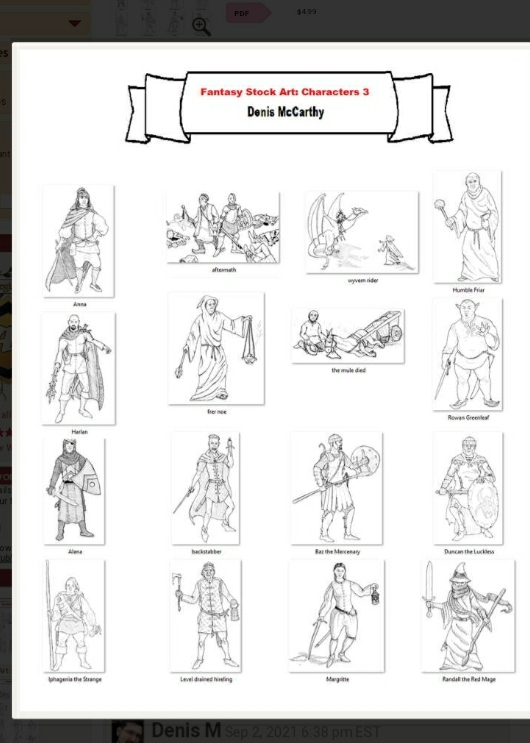 PDF
$4.99
Fantasy Stock Art: Characters 3
Denis McCarthy
Anna
aftermath
wyvern rider
Humble Friar
Harlan
frer noe
the mule died
Rowan Greenleaf
Alana
backstabber
Baz the Mercenary
Duncan the Luckless
Iphagenia the Strange
Level drained hireling
Margritte
Randall the Red Mage
Denis M Sep 2, 2021 6:38 pm EST